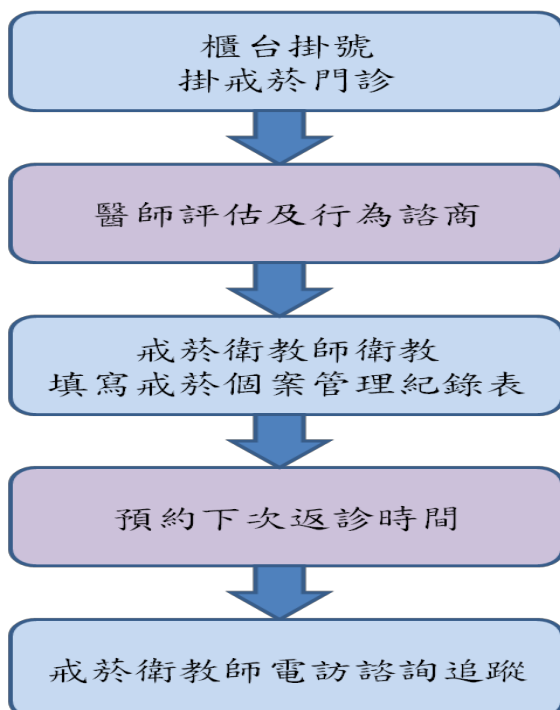 櫃台掛號
掛戒菸門診
醫師評估及行為諮商
戒菸衛教師衛教
填寫戒菸個案管理紀錄表
預約下次返診時間
戒菸衛教師電訪諮詢追蹤